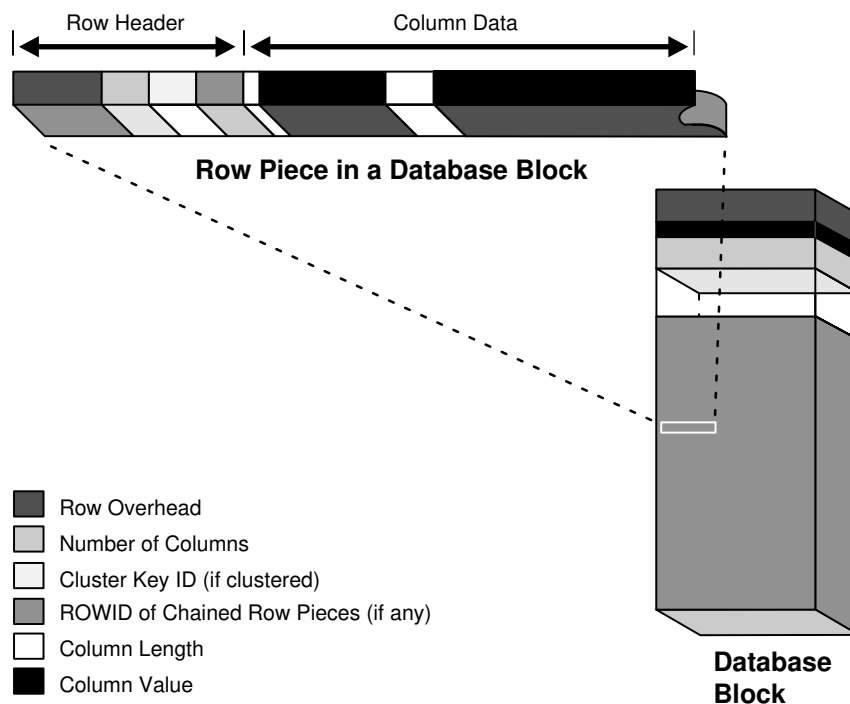 Row Header
Column Data
Row Piece in a Database Block
Row Overhead
Number of Columns
Cluster Key ID (if clustered)
ROWID of Chained Row Pieces (if any)
Column Length
Column Value
Database
Block